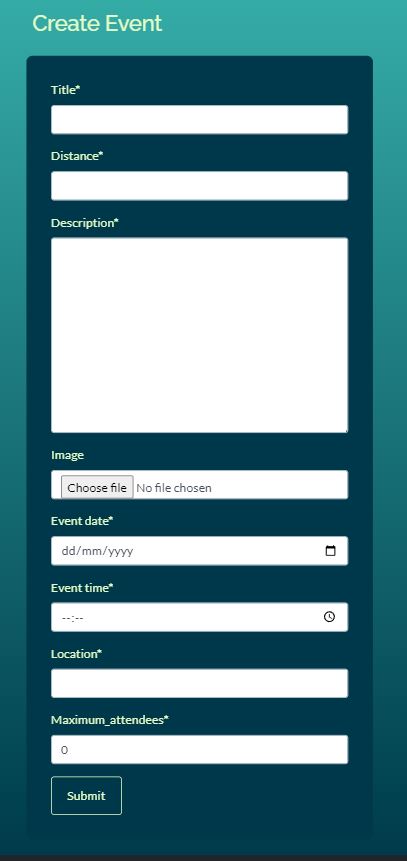 Create Event
Title*
Distance*
Description*
Image
Choose file No file chosen
Event date*
dd/mm/yyyy
Event time*
--:--
Location*
Maximum_attendees*
0
Submit